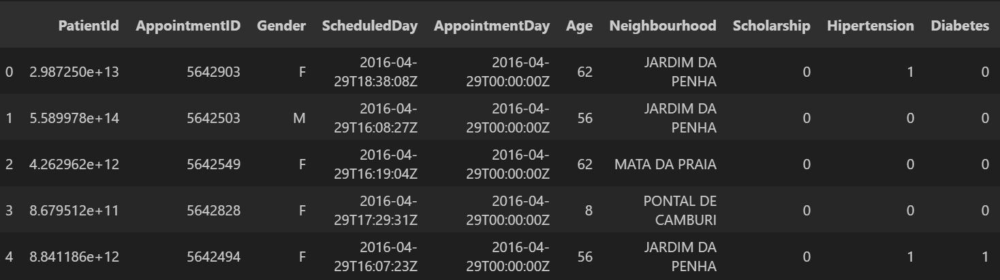 PatientId AppointmentID Gender ScheduledDay AppointmentDay Age Neighbourhood Scholarship Hipertension Diabetes
0 2.987250e+13 5642903 F 2016-04-29T18:38:08Z 2016-04-29T00:00:00Z 62 JARDIM DA PENHA 0 1 0
1 5.589978e+14 5642503 M 2016-04-29T16:08:27Z 2016-04-29T00:00:00Z 56 JARDIM DA PENHA 0 0 0
2 4.262962e+12 5642549 F 2016-04-29T16:19:04Z 2016-04-29T00:00:00Z 62 MATA DA PRAIA 0 0 0
3 8.679512e+11 5642828 F 2016-04-29T17:29:31Z 2016-04-29T00:00:00Z 8 PONTAL DE CAMBURI 0 0 0
4 8.841186e+12 5642494 F 2016-04-29T16:07:23Z 2016-04-29T00:00:00Z 56 JARDIM DA PENHA 0 1 1